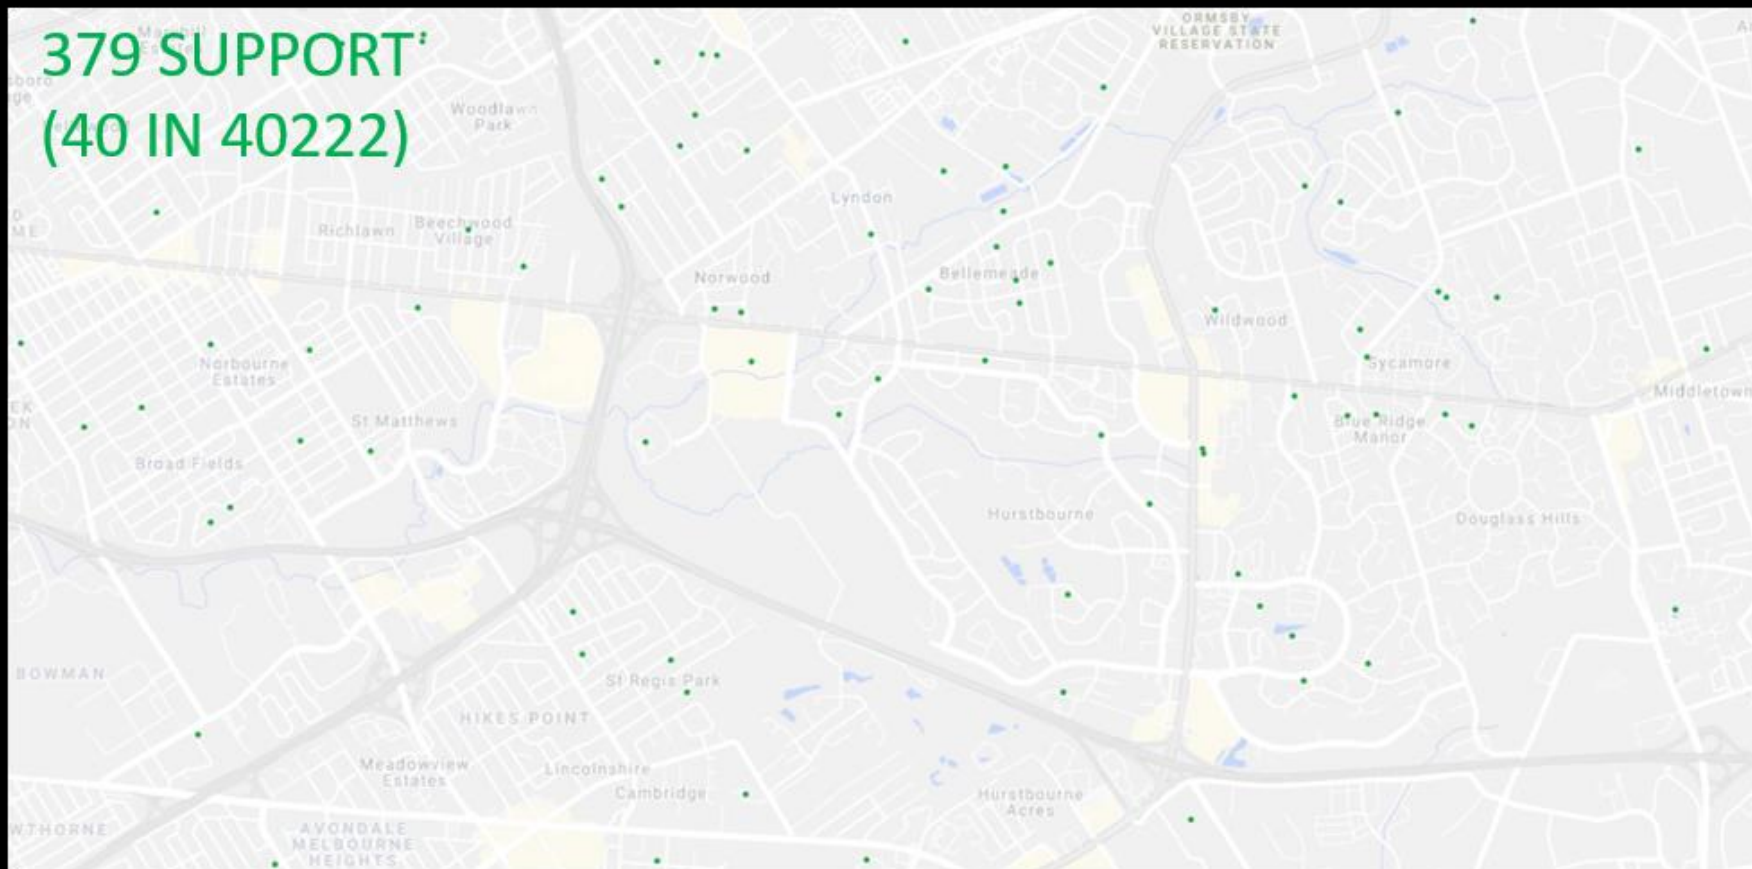 379 SUPPORT
(40 IN 40222)
ORMSBY
VILLAGE STATE
RESERVATION
Woodlawn
Park
Lyndon
Richlawn
Beechwood
Village
Norwood
Bellemeade
Wildwood
Norbourne
Estates
Sycamore
Middletown
St Matthews
Blue Ridge
Manor
Broad Fields
Hurstbourne
Douglass Hills
BOWMAN
St Regis Park
HIKES POINT
Meadowview
Estates
Lincolnshire
Cambridge
Hurstbourne
Acres
WTHORNE
AVONDALE
MELBOURNE
HEIGHTS